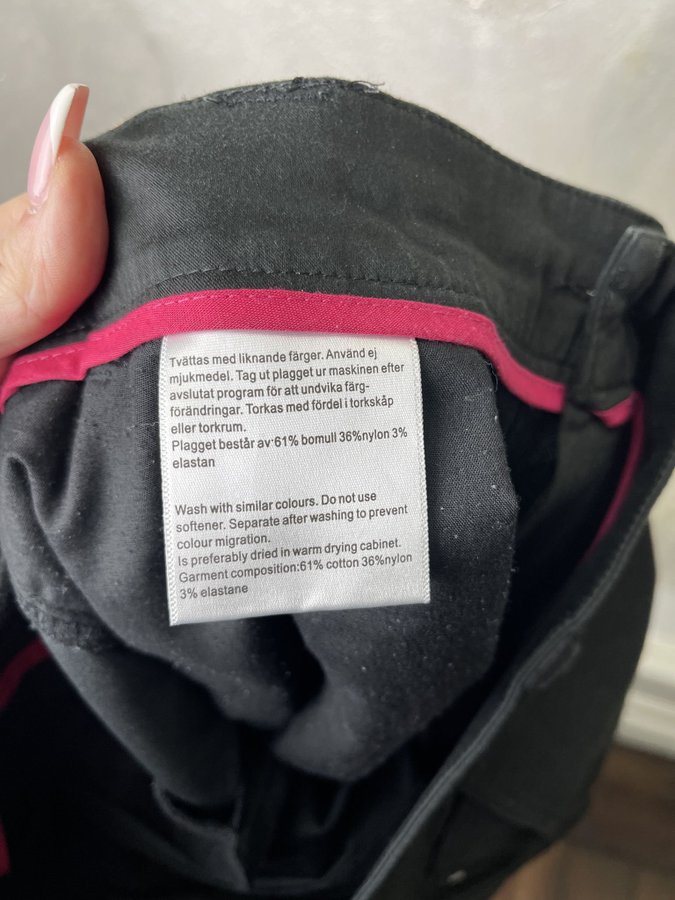 Tvättas med liknande färger. Använd ej
mjukmedel. Tag ut plagget ur maskinen efter
avslutat program för att undvika färg-
förändringar. Torkas med fördel i torkskåp
eller torkrum.
Plagget består av:61% bomull 36%nylon 3%
elastan
Wash with similar colours. Do not use
softener. Separate after washing to prevent
colour migration.
Is preferably dried in warm drying cabinet.
Garment composition:61% cotton 36%nylon
3% elastane